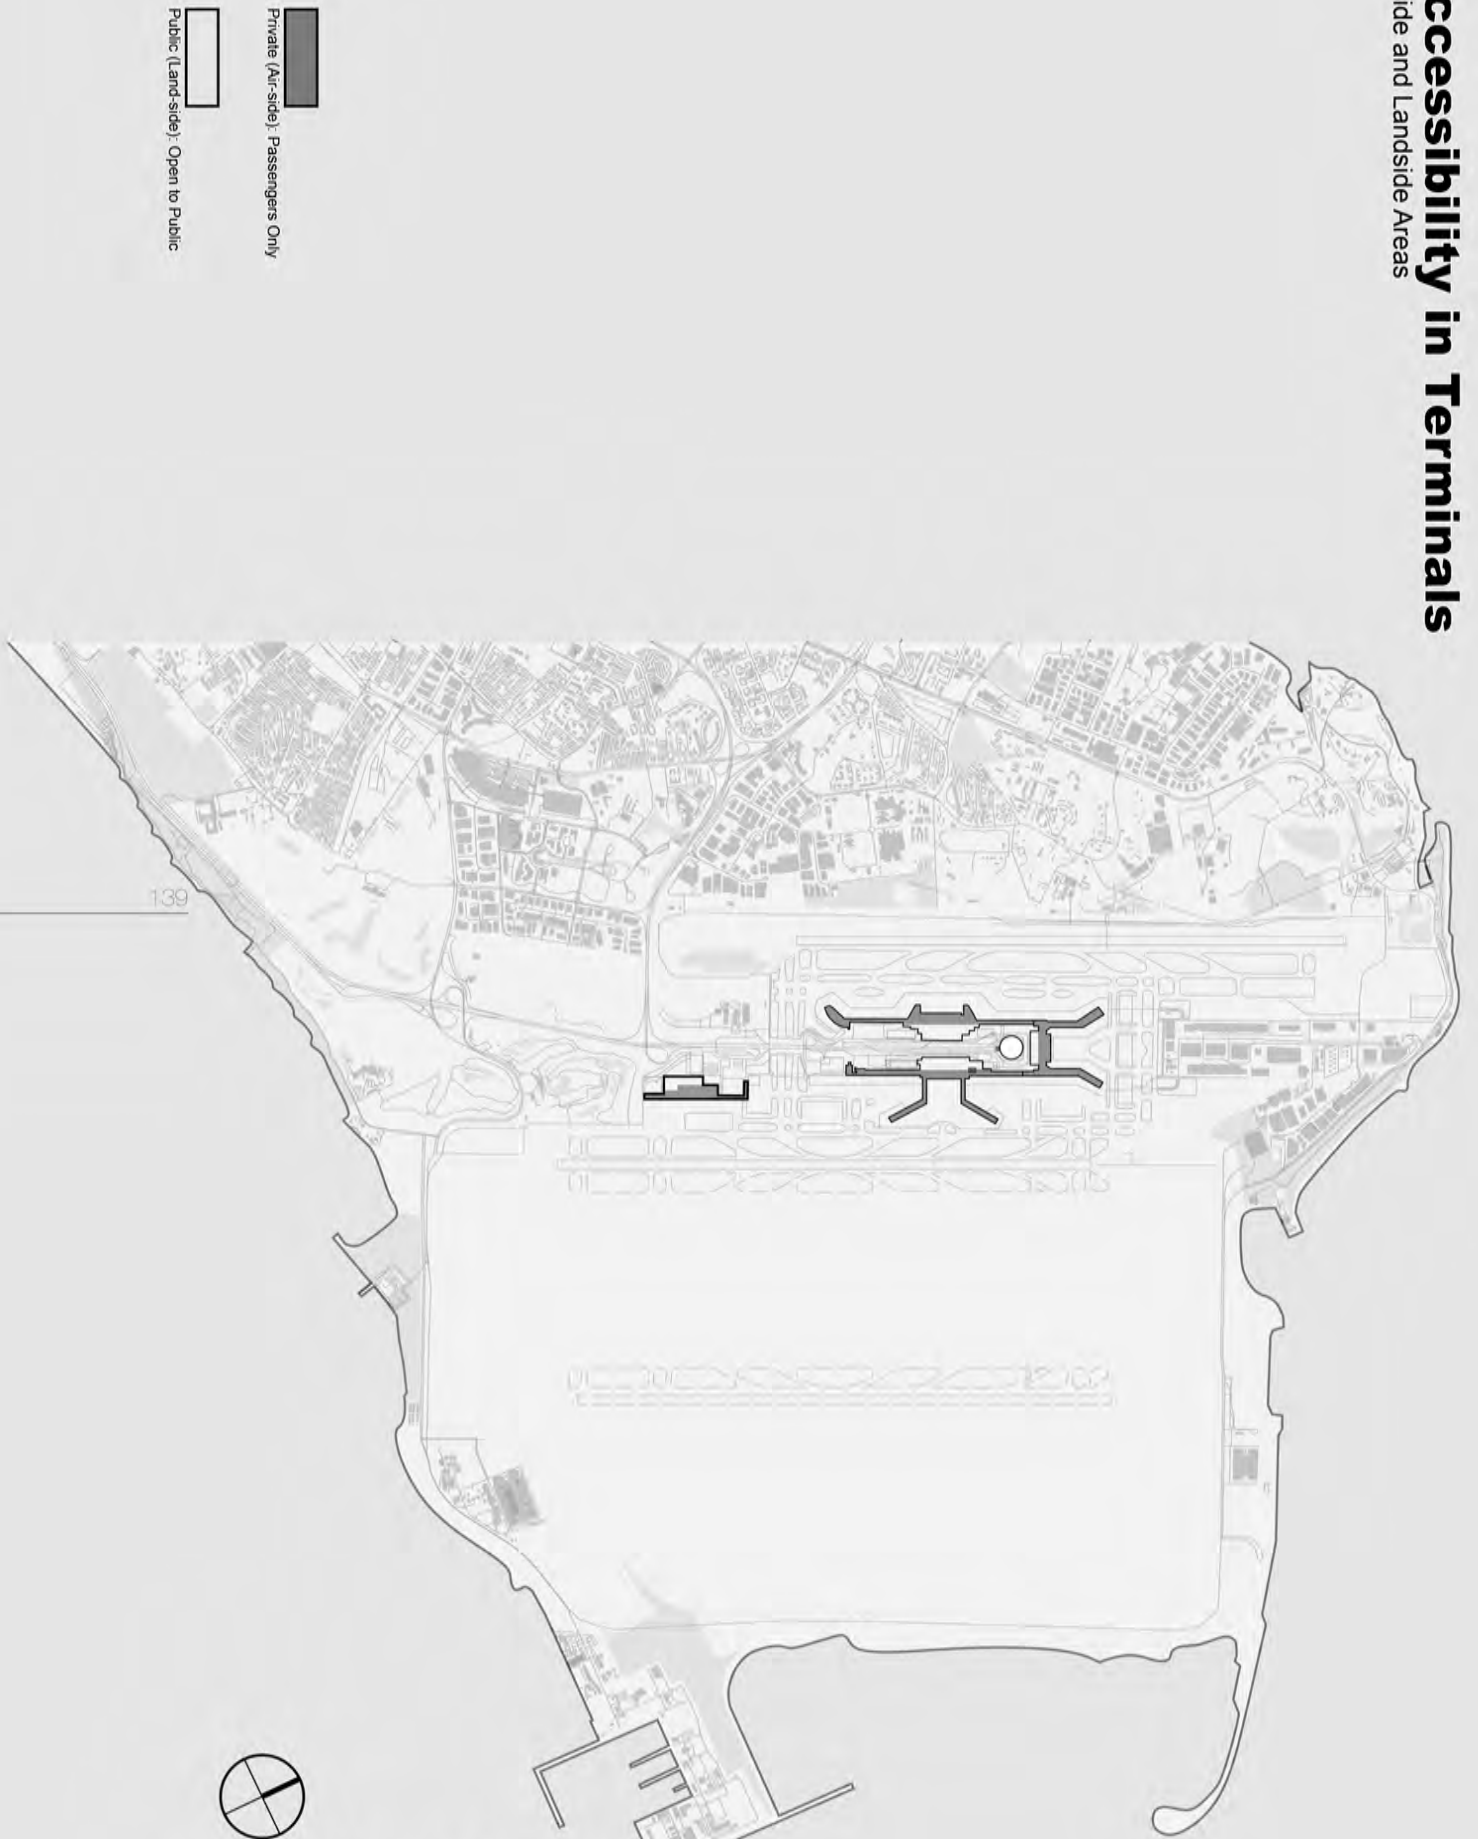 ccessibility in Terminals
ide and Landside Areas
Private (Air-side): Passengers Only
Public (Land-side): Open to Public
139